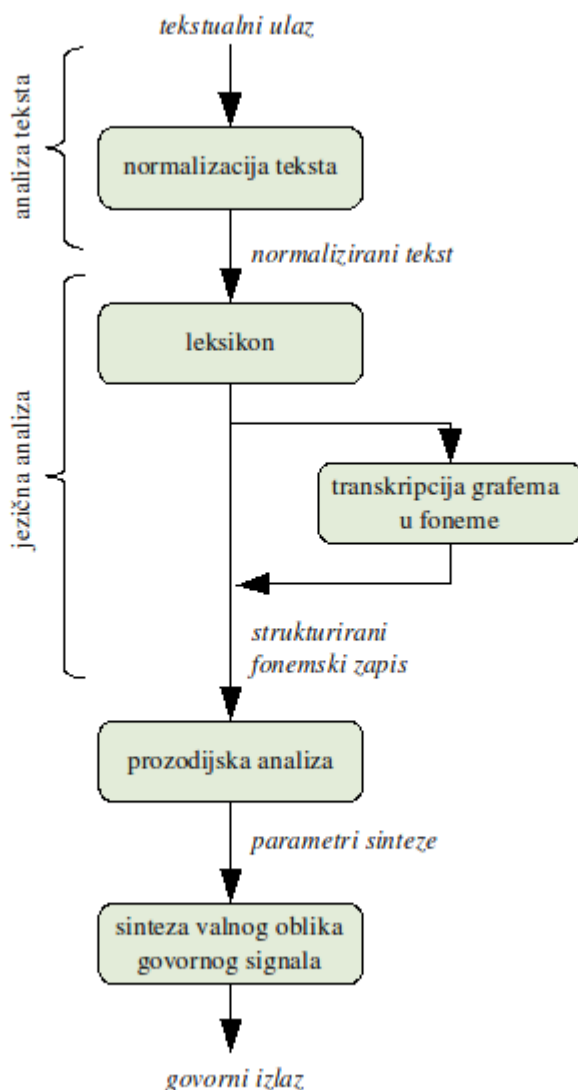 tekstualni ulaz
analiza teksta
normalizacija teksta
normalizirani tekst
jezična analiza
leksikon
transkripcija grafema
u foneme
strukturirani
fonemski zapis
prozodijska analiza
parametri sinteze
sinteza valnog oblika
govornog signala
govorni izlaz